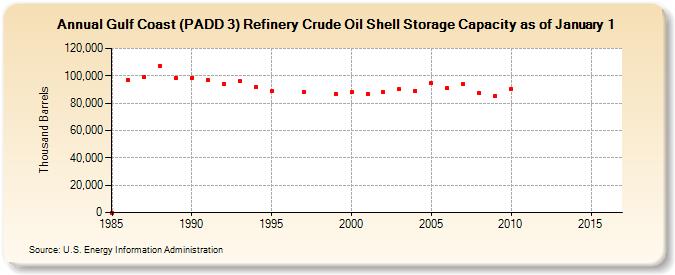 Annual Gulf Coast (PADD 3) Refinery Crude Oil Shell Storage Capacity as of January 1
Thousand Barrels
120,000
100,000
80,000
60,000
40,000
20,000
0
1985 1990 1995 2000 2005 2010 2015
Source: U.S. Energy Information Administration